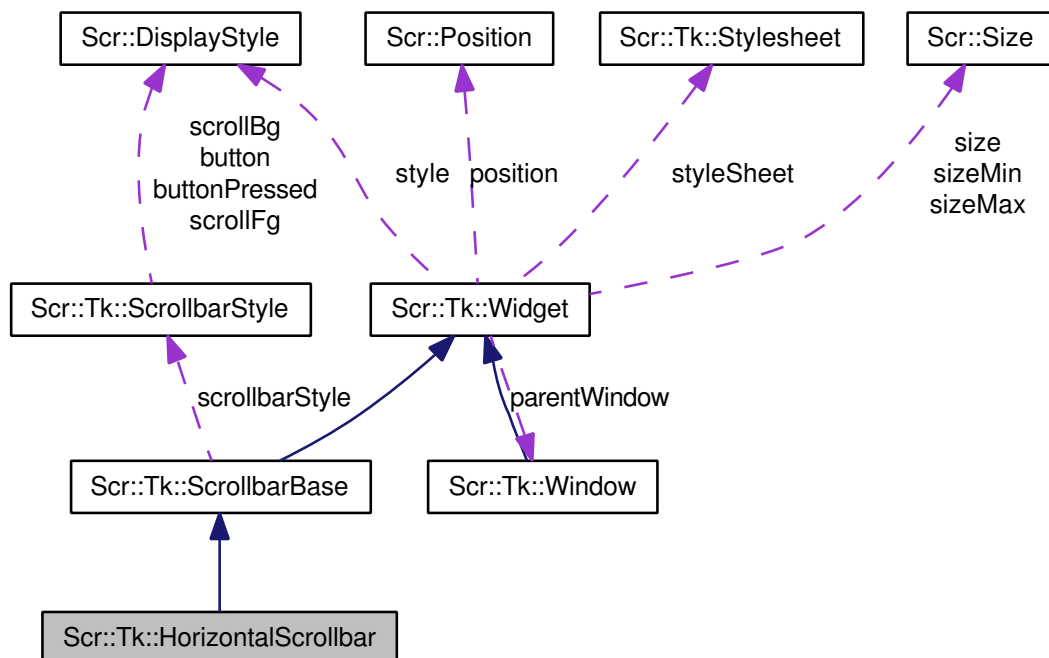 Scr::DisplayStyle
Scr::Position
Scr::Tk::Stylesheet
Scr::Size
scrollBg
button
buttonPressed
scrollFg
style
position
styleSheet
size
sizeMin
sizeMax
Scr::Tk::ScrollbarStyle
Scr::Tk::Widget
scrollbarStyle
parentWindow
Scr::Tk::ScrollbarBase
Scr::Tk::Window
Scr::Tk::HorizontalScrollbar